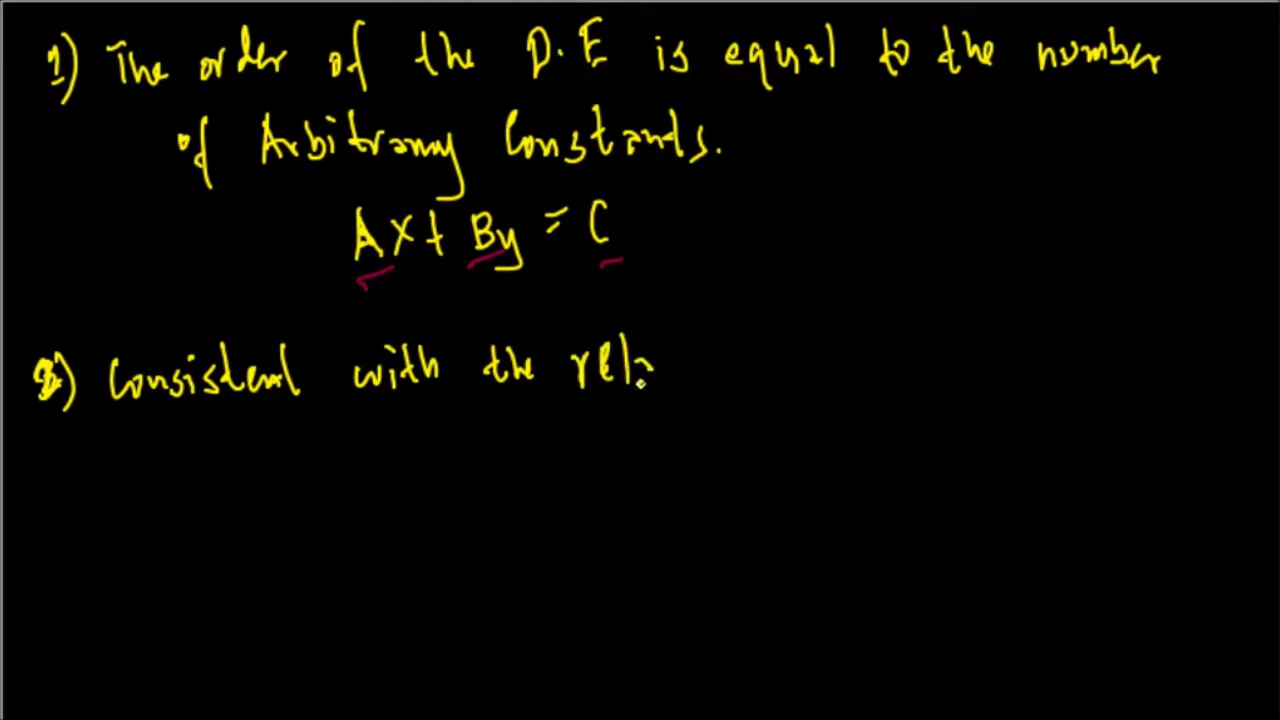 1) The order of the D.E is equal to the number
of Arbitrary Constants.
Ax + By = C
2) Consistent with the rela